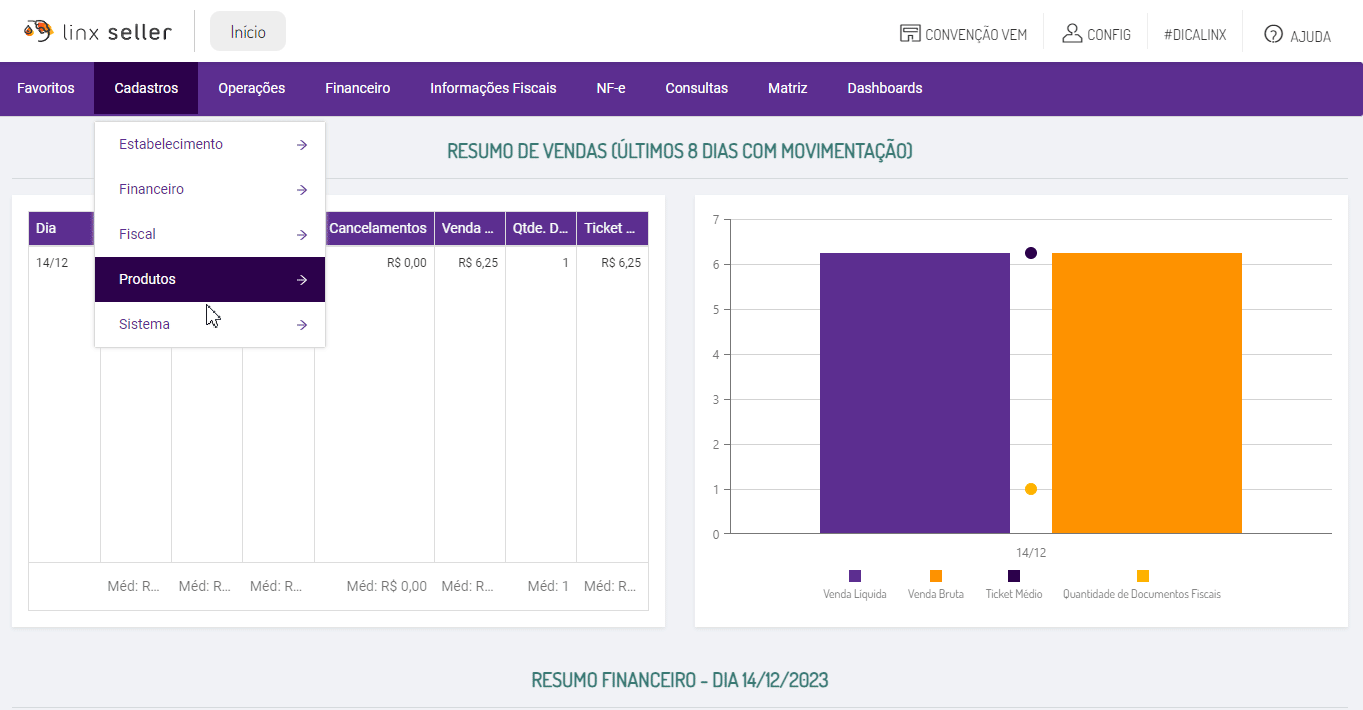 linx seller
Início
CONVENÇÃO VEM
CONFIG
#DICALINX
AJUDA
Favoritos
Cadastros
Operações
Financeiro
Informações Fiscais
NF-e
Consultas
Matriz
Dashboards
Estabelecimento
Financeiro
Fiscal
Produtos
Sistema
RESUMO DE VENDAS (ÚLTIMOS 8 DIAS COM MOVIMENTAÇÃO)
Dia Cancelamentos Venda ... Qtde. D... Ticket ...
14/12 R$ 0,00 R$ 6,25 1 R$ 6,25
Méd: R... Méd: R... Méd: R... Méd: R$ 0,00 Méd: R... Méd: 1 Méd: R...
7
6
5
4
3
2
1
0
14/12
Venda Líquida
Venda Bruta
Ticket Médio
Quantidade de Documentos Fiscais
RESUMO FINANCEIRO - DIA 14/12/2023